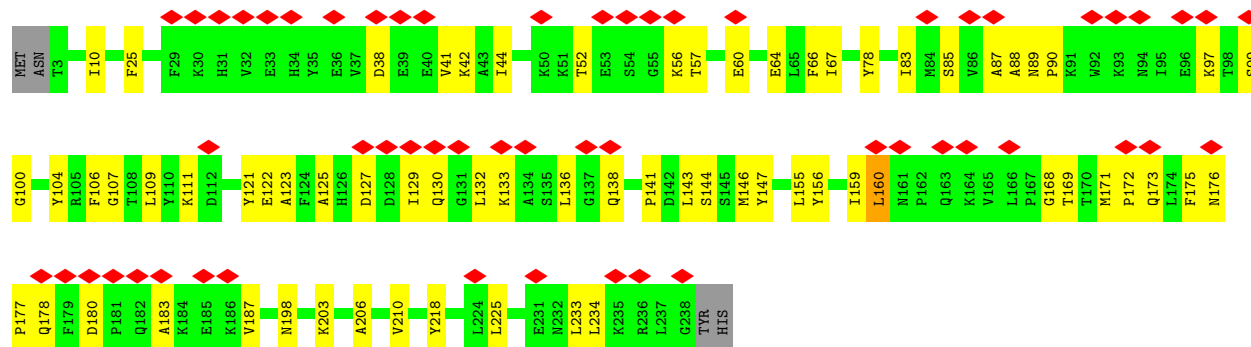 MET ASN T3 I10 F25 F29 K30 H31 V32 E33 H34 Y35 E36 V37 D38 E39 E40 V41 K42 A43 I44 K50 K51 T52 E53 S54 G55 K56 T57 E60 E64 L65 F66 I67 Y78 I83 M84 S85 V86 A87 A88 N89 P90 K91 W92 K93 N94 I95 E96 K97 T98
G100 Y104 R105 F106 G107 T108 L109 Y110 K111 D112 Y121 E122 A123 F124 A125 H126 D127 D128 I129 Q130 G131 L132 K133 A134 S135 L136 G137 Q138 P141 D142 L143 S144 S145 M146 Y147 L155 Y156 I159 L160 N161 P162 Q163 K164 V165 L166 P167 G168 T169 T170 M171 P172 Q173 L174 F175 N176
P177 Q178 F179 D180 P181 Q182 A183 K184 E185 K186 V187 N198 K203 A206 V210 Y218 L224 L225 E231 N232 L233 L234 K235 R236 L237 G238 TYR HIS